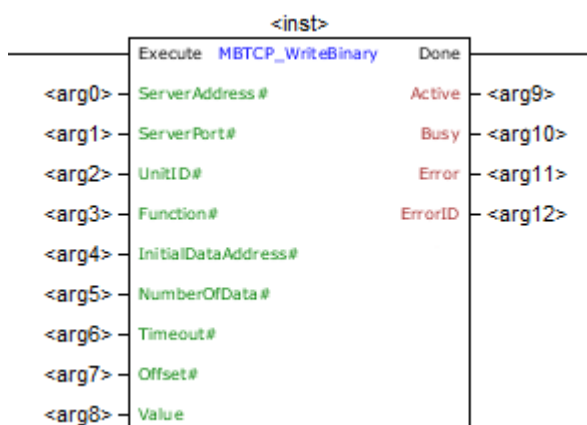 <inst>
Execute MBTCP_WriteBinary Done
<arg0> ServerAddress# Active <arg9>
<arg1> ServerPort# Busy <arg10>
<arg2> UnitID# Error <arg11>
<arg3> Function# ErrorID <arg12>
<arg4> InitialDataAddress#
<arg5> NumberOfData#
<arg6> Timeout#
<arg7> Offset#
<arg8> Value